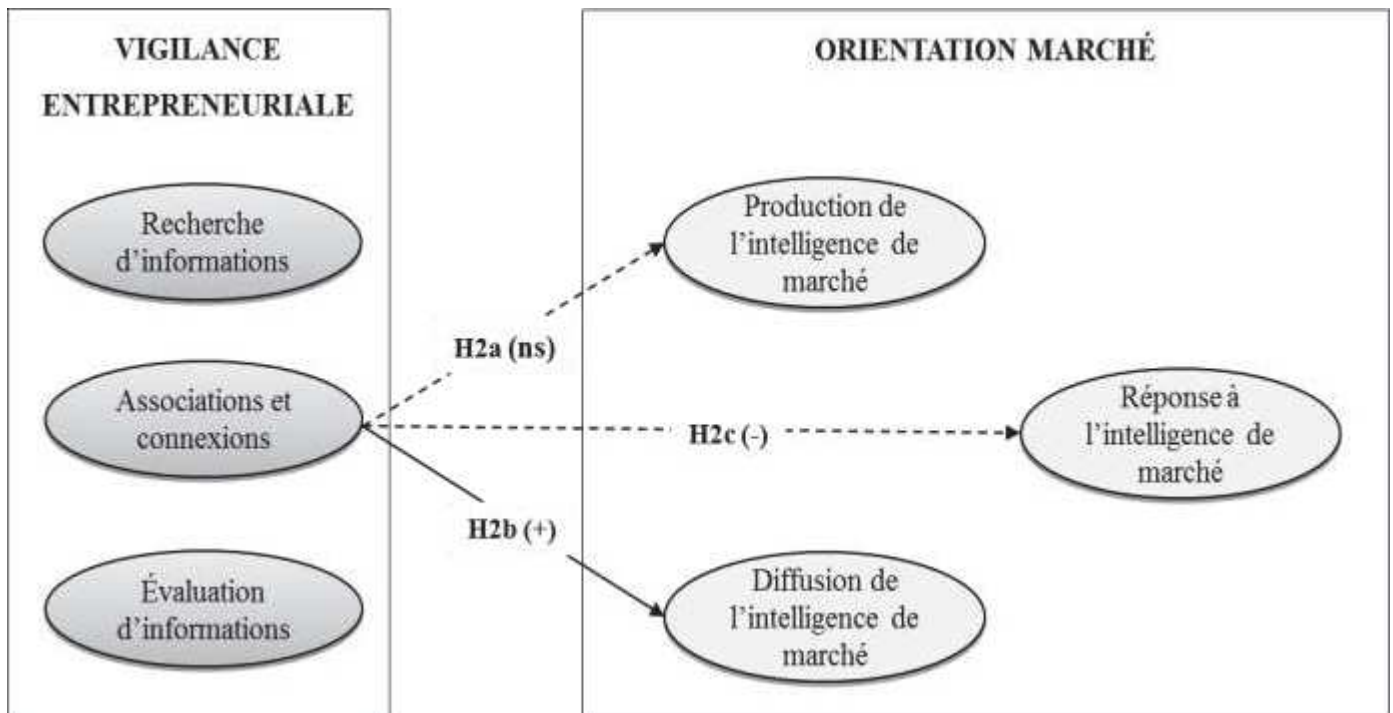 VIGILANCE
ENTREPRENEURIALE
Recherche
d’informations
Associations et
connexions
Évaluation
d’informations
H2a (ns)
H2c (-)
H2b (+)
ORIENTATION MARCHÉ
Production de
l’intelligence de
marché
Réponse à
l’intelligence de
marché
Diffusion de
l’intelligence de
marché